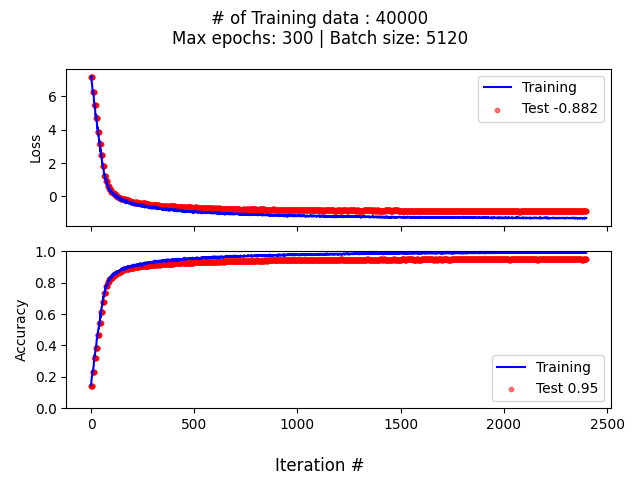 # of Training data : 40000
Max epochs: 300 | Batch size: 5120
6
4
2
0
Loss
Training
Test -0.882
1.0
0.8
0.6
0.4
0.2
0.0
Accuracy
Training
Test 0.95
0 500 1000 1500 2000 2500
Iteration #